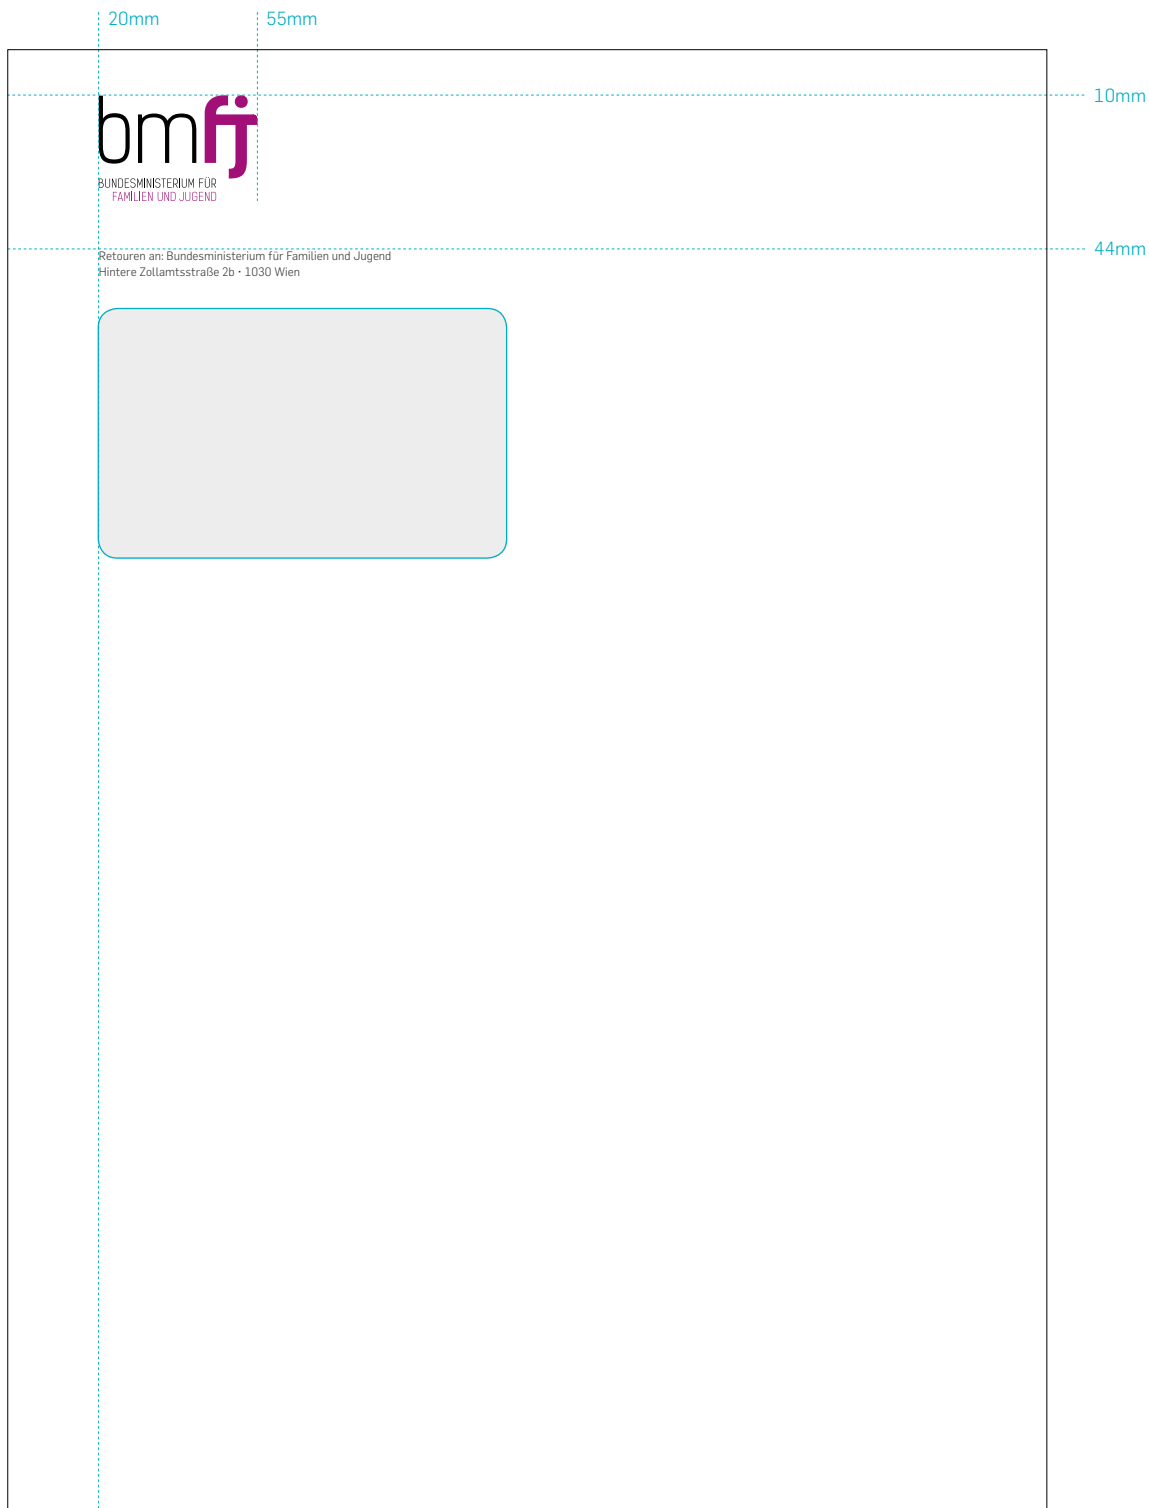 20mm
55mm
10mm
bmfj
BUNDESMINISTERIUM FÜR
FAMILIEN UND JUGEND
44mm
Retouren an: Bundesministerium für Familien und Jugend
Hintere Zollamtsstraße 2b · 1030 Wien